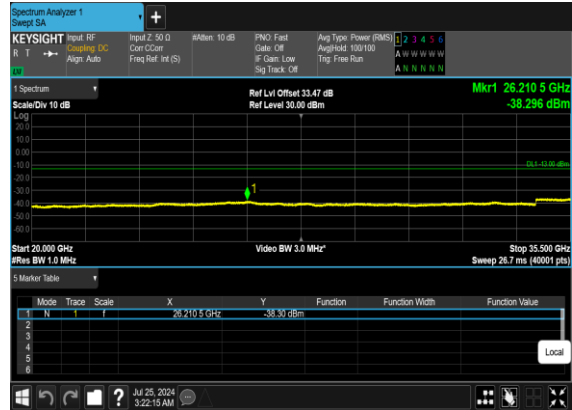 Spectrum Analyzer 1
Swept SA
+
KEYSIGHT Input: RF Input Z: 50 Ω #Atten: 10 dB PNO: Fast Avg Type: Power (RMS) 1 2 3 4 5 6
R T Coupling: DC Corr CCorr Gate: Off Avg|Hold: 100/100 A W W W W W
Align: Auto Freq Ref: Int (S) IF Gain: Low Trig: Free Run
LW Sig Track: Off A N N N N N
1 Spectrum Ref Lvl Offset 33.47 dB Mkr1 26.210 5 GHz
Scale/Div 10 dB Ref Level 30.00 dBm -38.296 dBm
Log
20.0
10.0
0.00
-10.0 DL1 -13.00 dBm
-20.0
-30.0 1
-40.0
-50.0
-60.0
Start 20.000 GHz Video BW 3.0 MHz* Stop 35.500 GHz
#Res BW 1.0 MHz Sweep 26.7 ms (40001 pts)
5 Marker Table
Mode Trace Scale X Y Function Function Width Function Value
1 N 1 f 26.210 5 GHz -38.30 dBm
2
3
4
5
6
Local
? Jul 25, 2024
3:22:15 AM